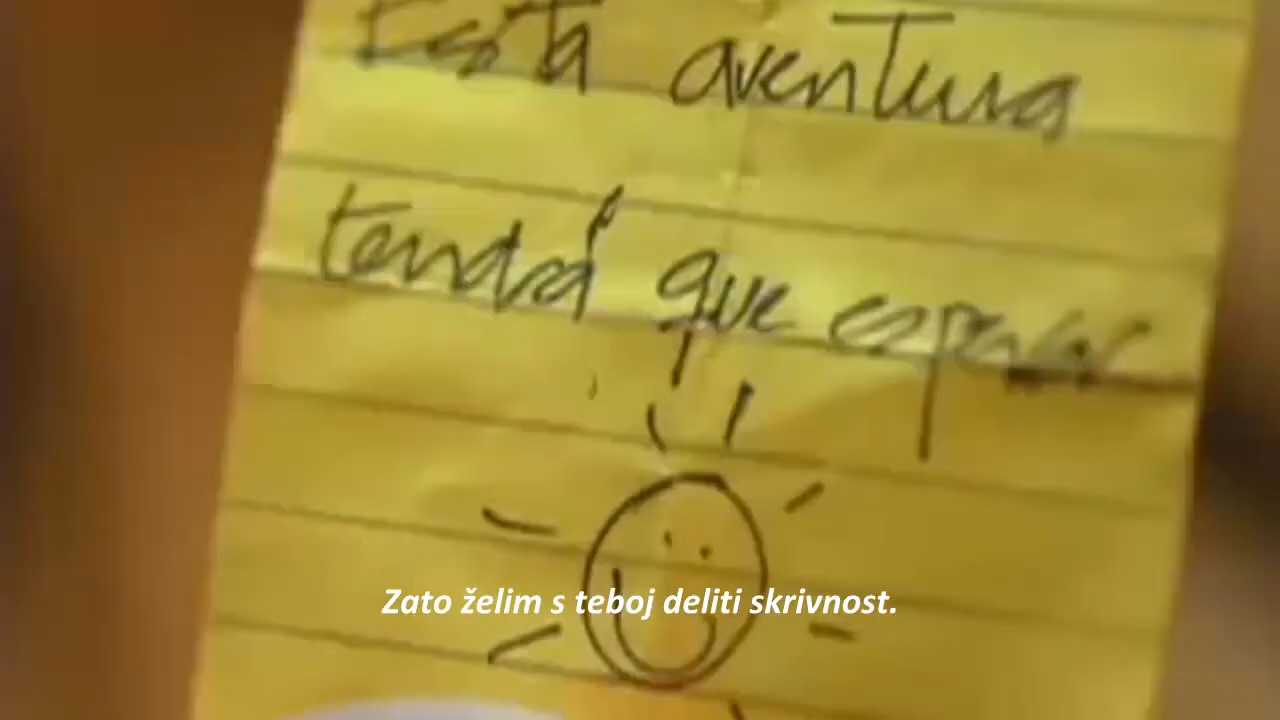 Esta aventura
tendrá que esperar
Zato želim s teboj deliti skrivnost.